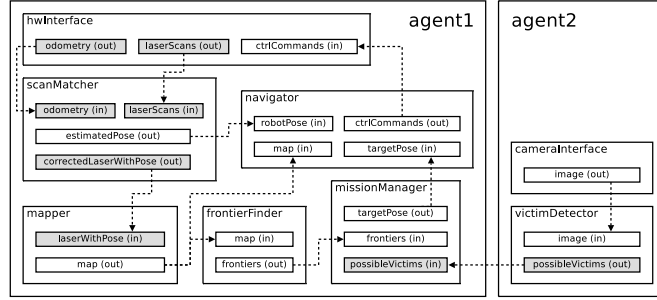 hwInterface
agent1
agent2
odometry (out)
laserScans (out)
ctrlCommands (in)
scanMatcher
odometry (in)
laserScans (in)
estimatedPose (out)
correctedLaserWithPose (out)
navigator
robotPose (in)
ctrlCommands (out)
map (in)
targetPose (in)
cameraInterface
image (out)
mapper
laserWithPose (in)
map (out)
frontierFinder
map (in)
frontiers (out)
missionManager
targetPose (out)
frontiers (in)
possibleVictims (in)
victimDetector
image (in)
possibleVictims (out)